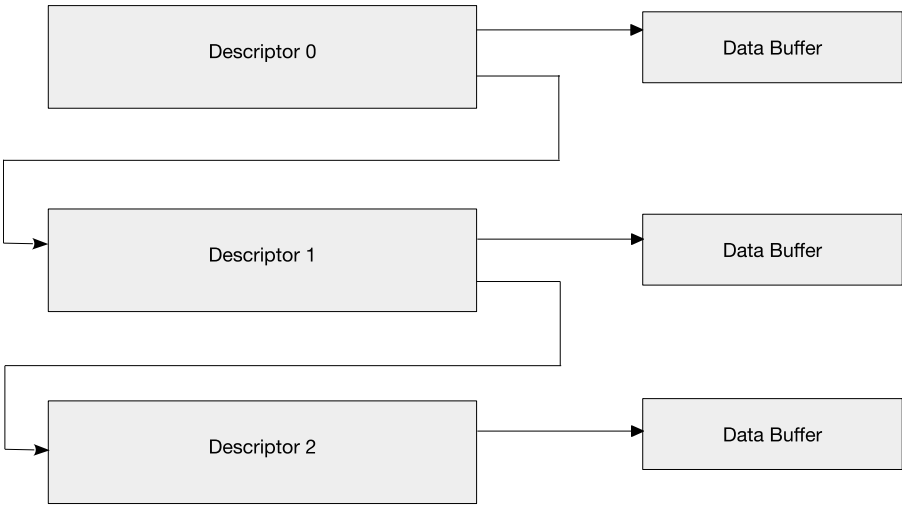 Descriptor 0
Data Buffer
Descriptor 1
Data Buffer
Descriptor 2
Data Buffer